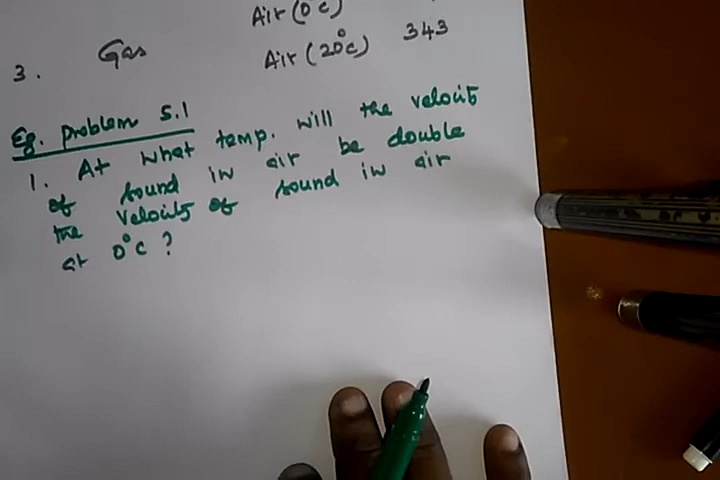 Air (0°C)
3. Gas Air (20°C) 343
Eg. Problem 5.1
1. At what temp. will the velocity
of sound in air be double
the velocity of sound in air
at 0°C?